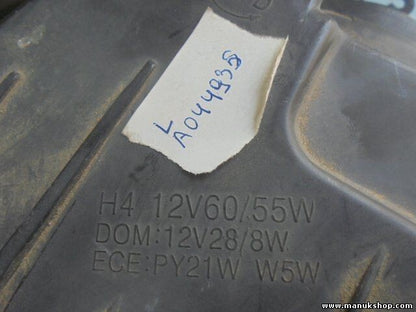 L
A044938
H4 12V60/55W
DOM:12V28/8W
ECE:PY21W W5W
www.manukshop.com